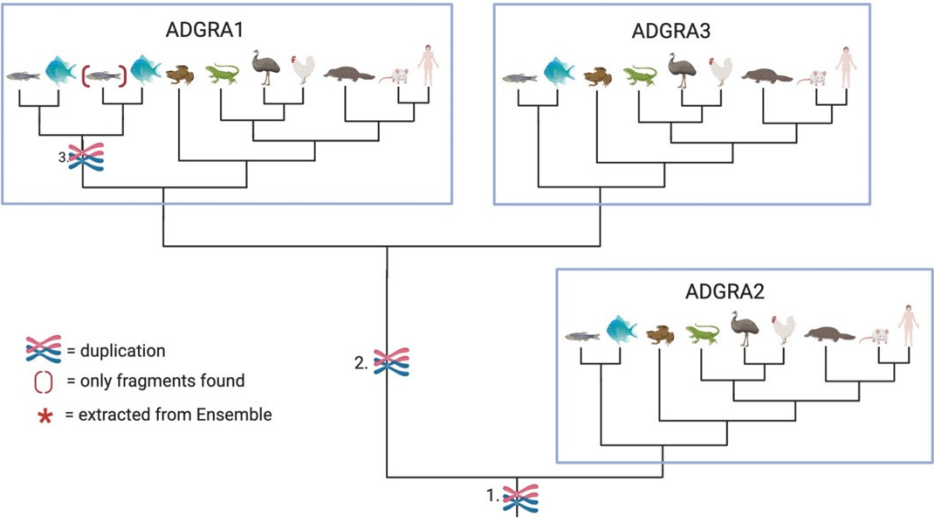 ADGRA1
ADGRA3
3.
ADGRA2
2.
= duplication
= only fragments found
= extracted from Ensemble
1.